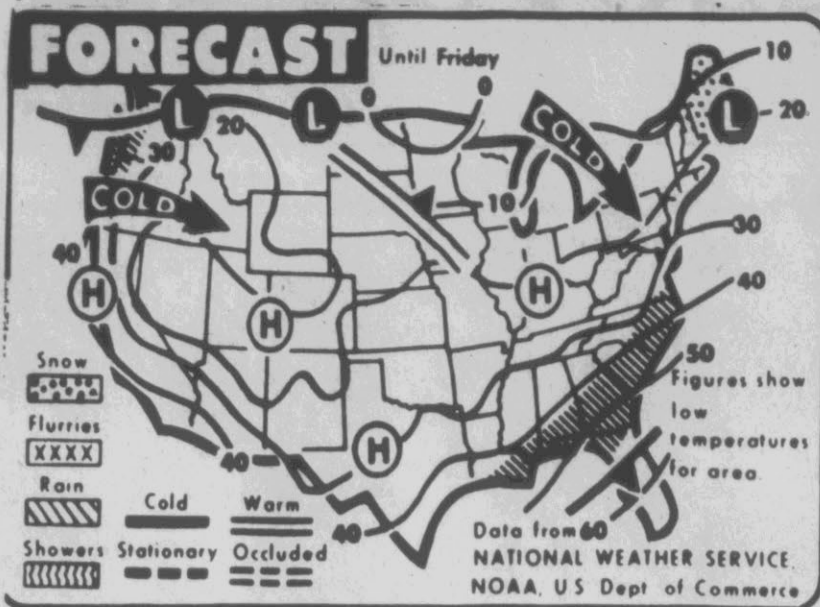 FORECAST
Until Friday
10
L
L
0
0
L
20
20
COLD
30
COLD
10
30
40
H
H
H
40
50
Snow
Figures show
low
Flurries
temperatures
H
for area.
40
Rain
Cold
Warm
40
Data from 60
Showers
Stationary
Occluded
NATIONAL WEATHER SERVICE,
NOAA, US Dept of Commerce